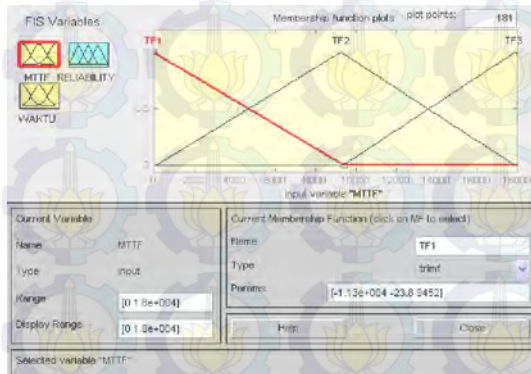 FIS Variables
Membership function plots
plot points:
181
TF1
TF2
TF3
MTTF
RELIABILITY
WAKTU
0
input variable "MTTF"
Current Variable
Current Membership Function (click on MF to select)
Name
MTTF
Name
TF1
Type
input
Type
trimf
Range
[0 1.8e+004]
Params
[-1.13e+004 -23.8 9452]
Display Range
[0 1.8e+004]
Help
Close
Selected variable "MTTF"